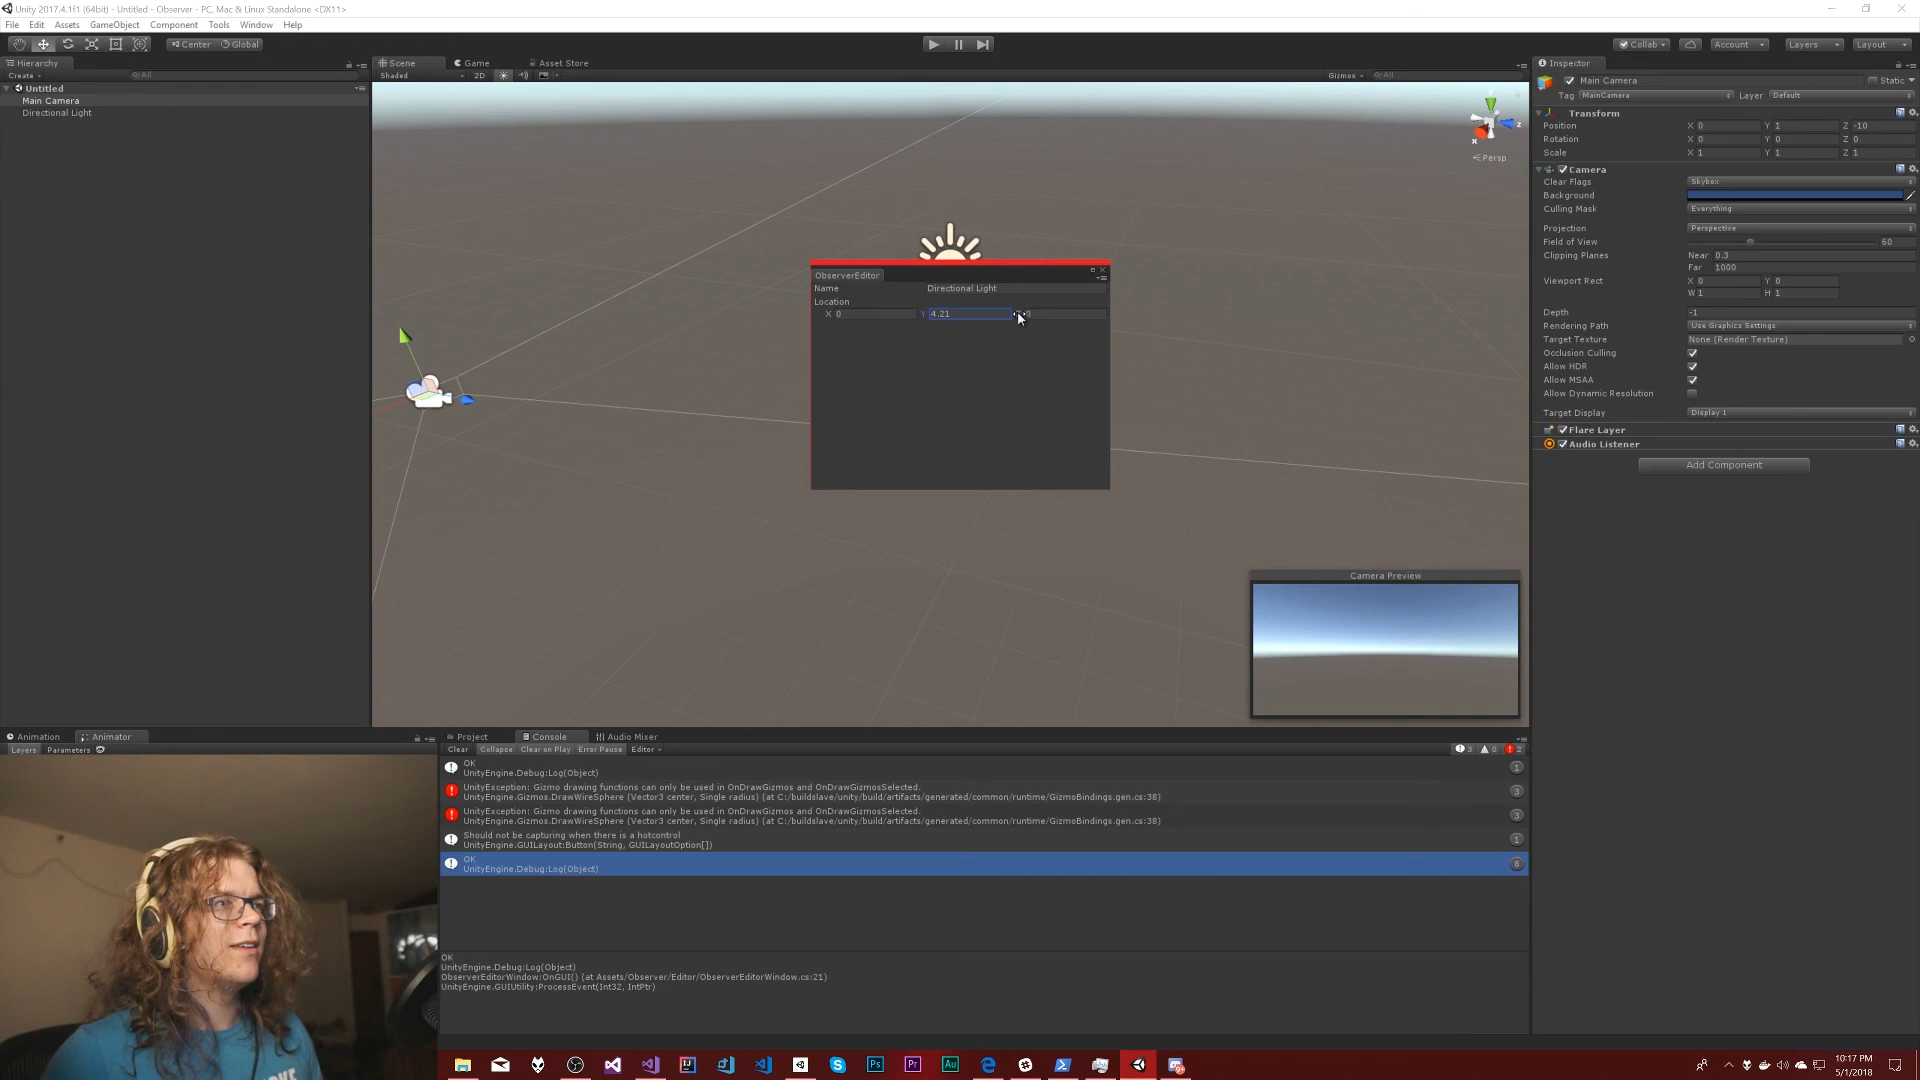 Unity 2017.4.1f1 (64bit) - Untitled - Observer - PC, Mac & Linux Standalone <DX11>
File Edit Assets GameObject Component Tools Window Help
Center Global Collab Account Layers Layout
Hierarchy
Create All
Untitled
Main Camera
Directional Light
Scene Game Asset Store
Shaded 2D Gizmos All
Persp
ObserverEditor
Name Directional Light
Location
X 0 Y 4.21 0
Camera Preview
Inspector
Main Camera Static
Tag MainCamera Layer Default
Transform
Position X 0 Y 1 Z -10
Rotation X 0 Y 0 Z 0
Scale X 1 Y 1 Z 1
Camera
Clear Flags Skybox
Background
Culling Mask Everything
Projection Perspective
Field of View 60
Clipping Planes Near 0.3
Far 1000
Viewport Rect X 0 Y 0
W 1 H 1
Depth -1
Rendering Path Use Graphics Settings
Target Texture None (Render Texture)
Occlusion Culling
Allow HDR
Allow MSAA
Allow Dynamic Resolution
Target Display Display 1
Flare Layer
Audio Listener
Add Component
Animation Animator
Layers Parameters
Project Console Audio Mixer
Clear Collapse Clear on Play Error Pause Editor 3 0 2
OK
UnityEngine.Debug:Log(Object) 1
UnityException: Gizmo drawing functions can only be used in OnDrawGizmos and OnDrawGizmosSelected.
UnityEngine.Gizmos.DrawWireSphere (Vector3 center, Single radius) (at C:/buildslave/unity/build/artifacts/generated/common/runtime/GizmoBindings.gen.cs:38) 3
UnityException: Gizmo drawing functions can only be used in OnDrawGizmos and OnDrawGizmosSelected.
UnityEngine.Gizmos.DrawWireSphere (Vector3 center, Single radius) (at C:/buildslave/unity/build/artifacts/generated/common/runtime/GizmoBindings.gen.cs:38) 3
Should not be capturing when there is a hotcontrol
UnityEngine.GUILayout:Button(String, GUILayoutOption[]) 1
OK
UnityEngine.Debug:Log(Object) 8
OK
UnityEngine.Debug:Log(Object)
ObserverEditorWindow:OnGUI() (at Assets/Observer/Editor/ObserverEditorWindow.cs:21)
UnityEngine.GUIUtility:ProcessEvent(Int32, IntPtr)
10:17 PM
5/1/2018